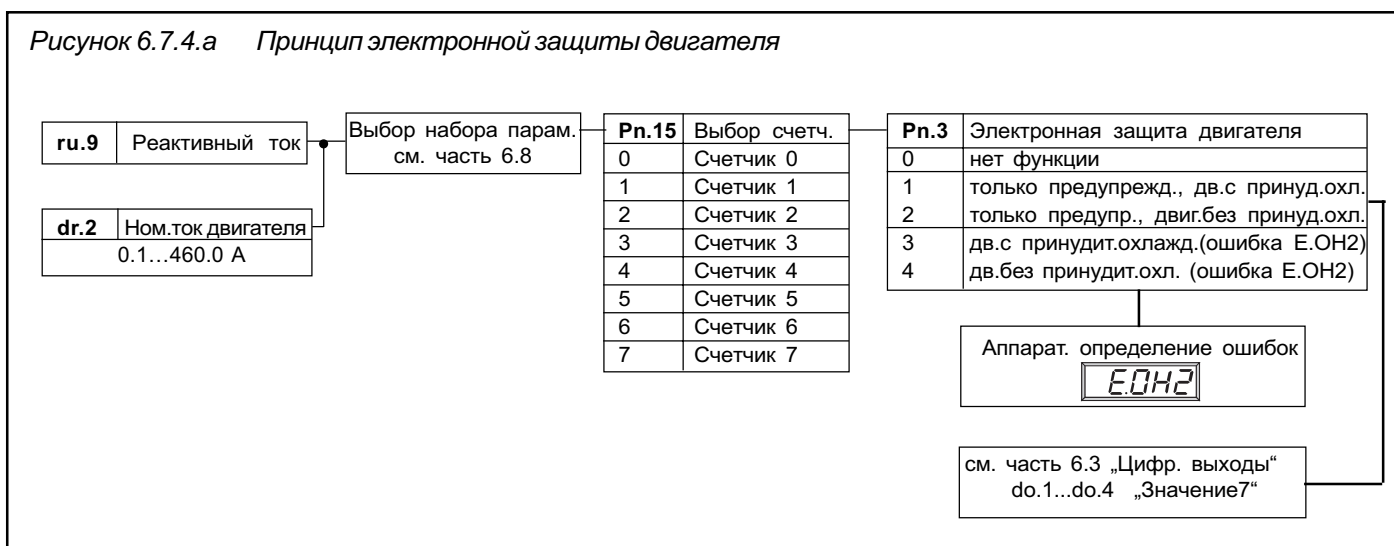 Рисунок 6.7.4.a Принцип электронной защиты двигателя
ru.9 Реактивный ток
dr.2 Ном.ток двигателя
0.1...460.0 А
Выбор набора парам.
см. часть 6.8
Pn.15 Выбор счетч.
0 Счетчик 0
1 Счетчик 1
2 Счетчик 2
3 Счетчик 3
4 Счетчик 4
5 Счетчик 5
6 Счетчик 6
7 Счетчик 7
Pn.3 Электронная защита двигателя
0 нет функции
1 только предупрежд., дв.с принуд.охл.
2 только предупр., двиг.без принуд.охл.
3 дв.с принудит.охлажд.(ошибка E.OH2)
4 дв.без принудит.охл. (ошибка E.OH2)
Аппарат. определение ошибок
E.OH2
см. часть 6.3 „Цифр. выходы“
do.1...do.4 „Значение7“